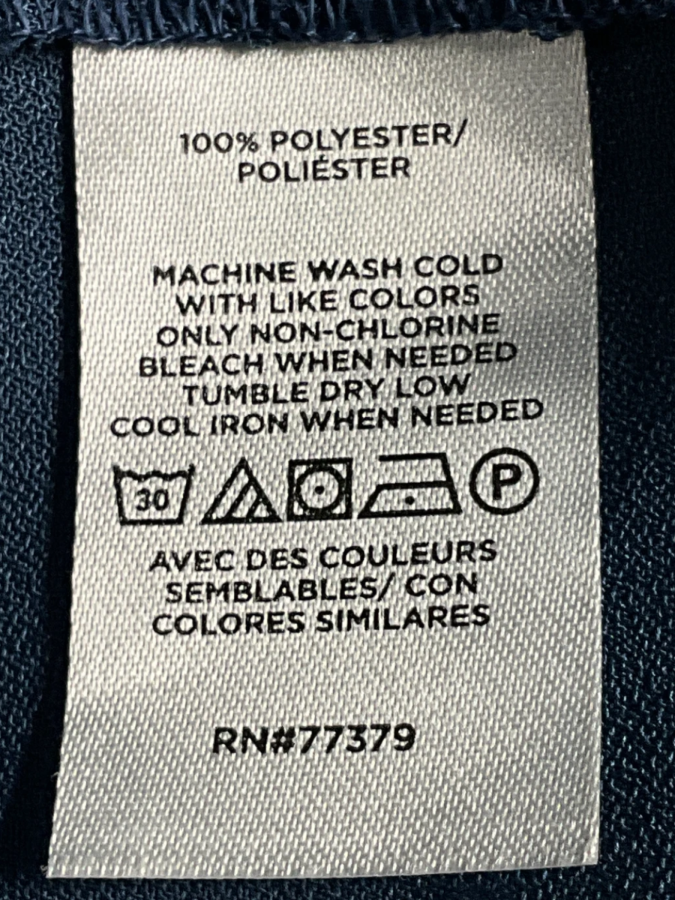 100% POLYESTER/
POLIÉSTER
MACHINE WASH COLD
WITH LIKE COLORS
ONLY NON-CHLORINE
BLEACH WHEN NEEDED
TUMBLE DRY LOW
COOL IRON WHEN NEEDED
30 P
AVEC DES COULEURS
SEMBLABLES/ CON
COLORES SIMILARES
RN#77379